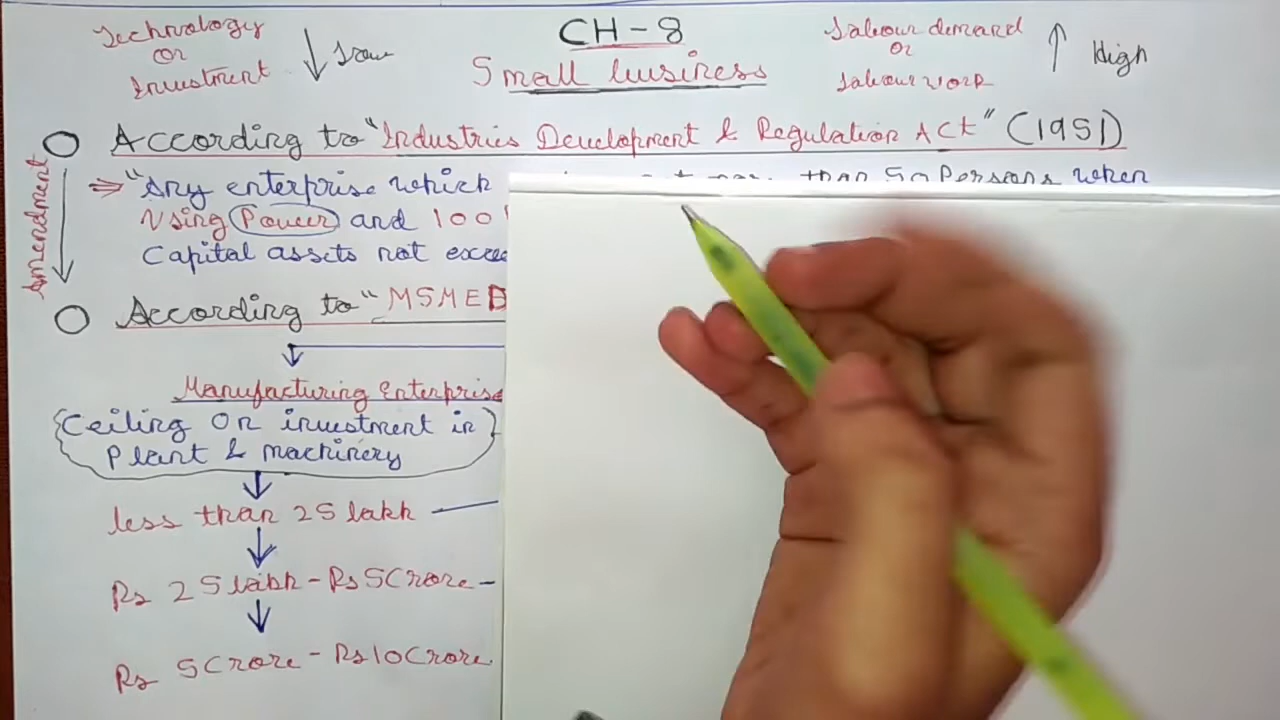 Technology
Or
Investment
Low
CH-8
Small business
Labour demand
Or
Labour work
High
Amendment
According to "Industries Development & Regulation Act" (1951)
⇒ "Any enterprise which than 50 Persons when
Using Power and 100
Capital assets not excee
According to "MSMED
Manufacturing Enterprise
Ceiling On investment in
Plant & machinery
less than 25 lakh
Rs 25 lakh - Rs 5 Crore -
Rs 5 Crore - Rs 10 Crore